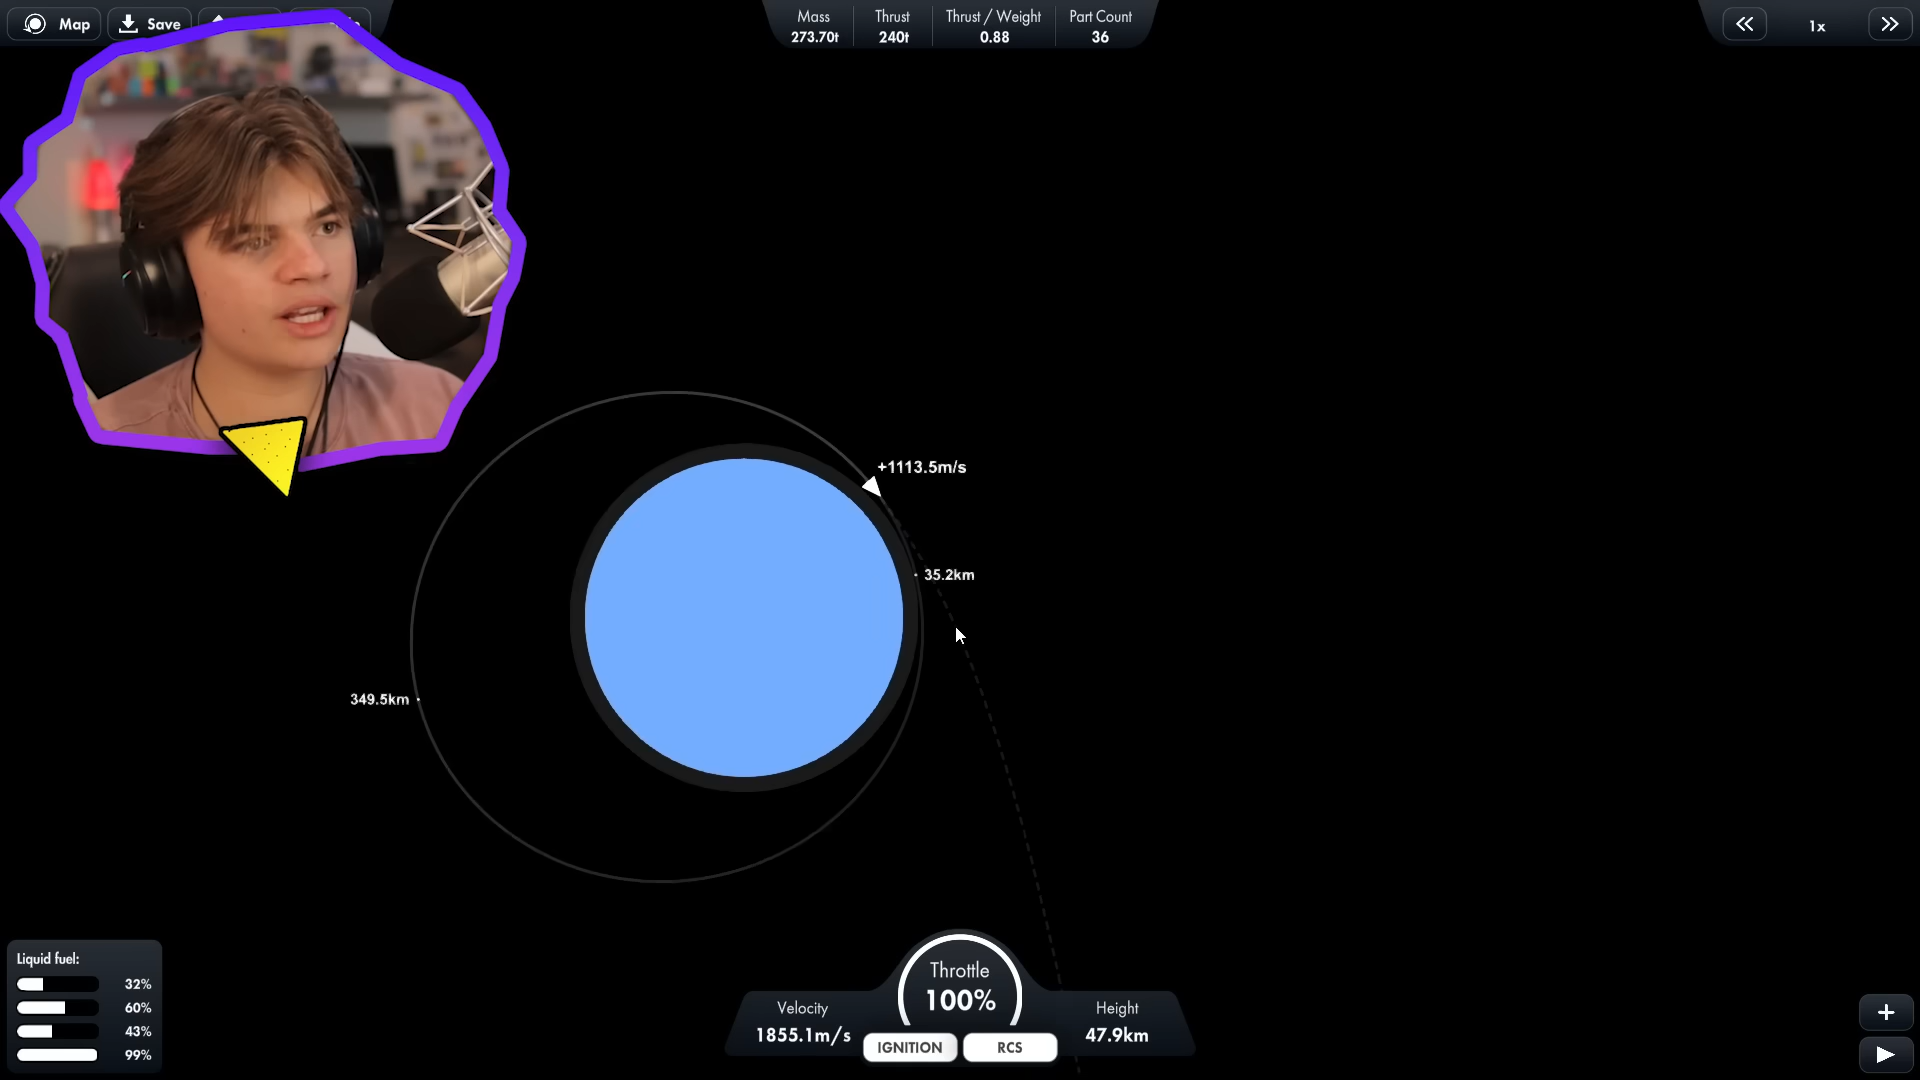 Map
Save
Mass
273.70t
Thrust
240t
Thrust / Weight
0.88
Part Count
36
1x
+1113.5m/s
35.2km
349.5km
Liquid fuel:
32%
60%
43%
99%
Throttle
100%
Velocity
1855.1m/s
Height
47.9km
IGNITION
RCS